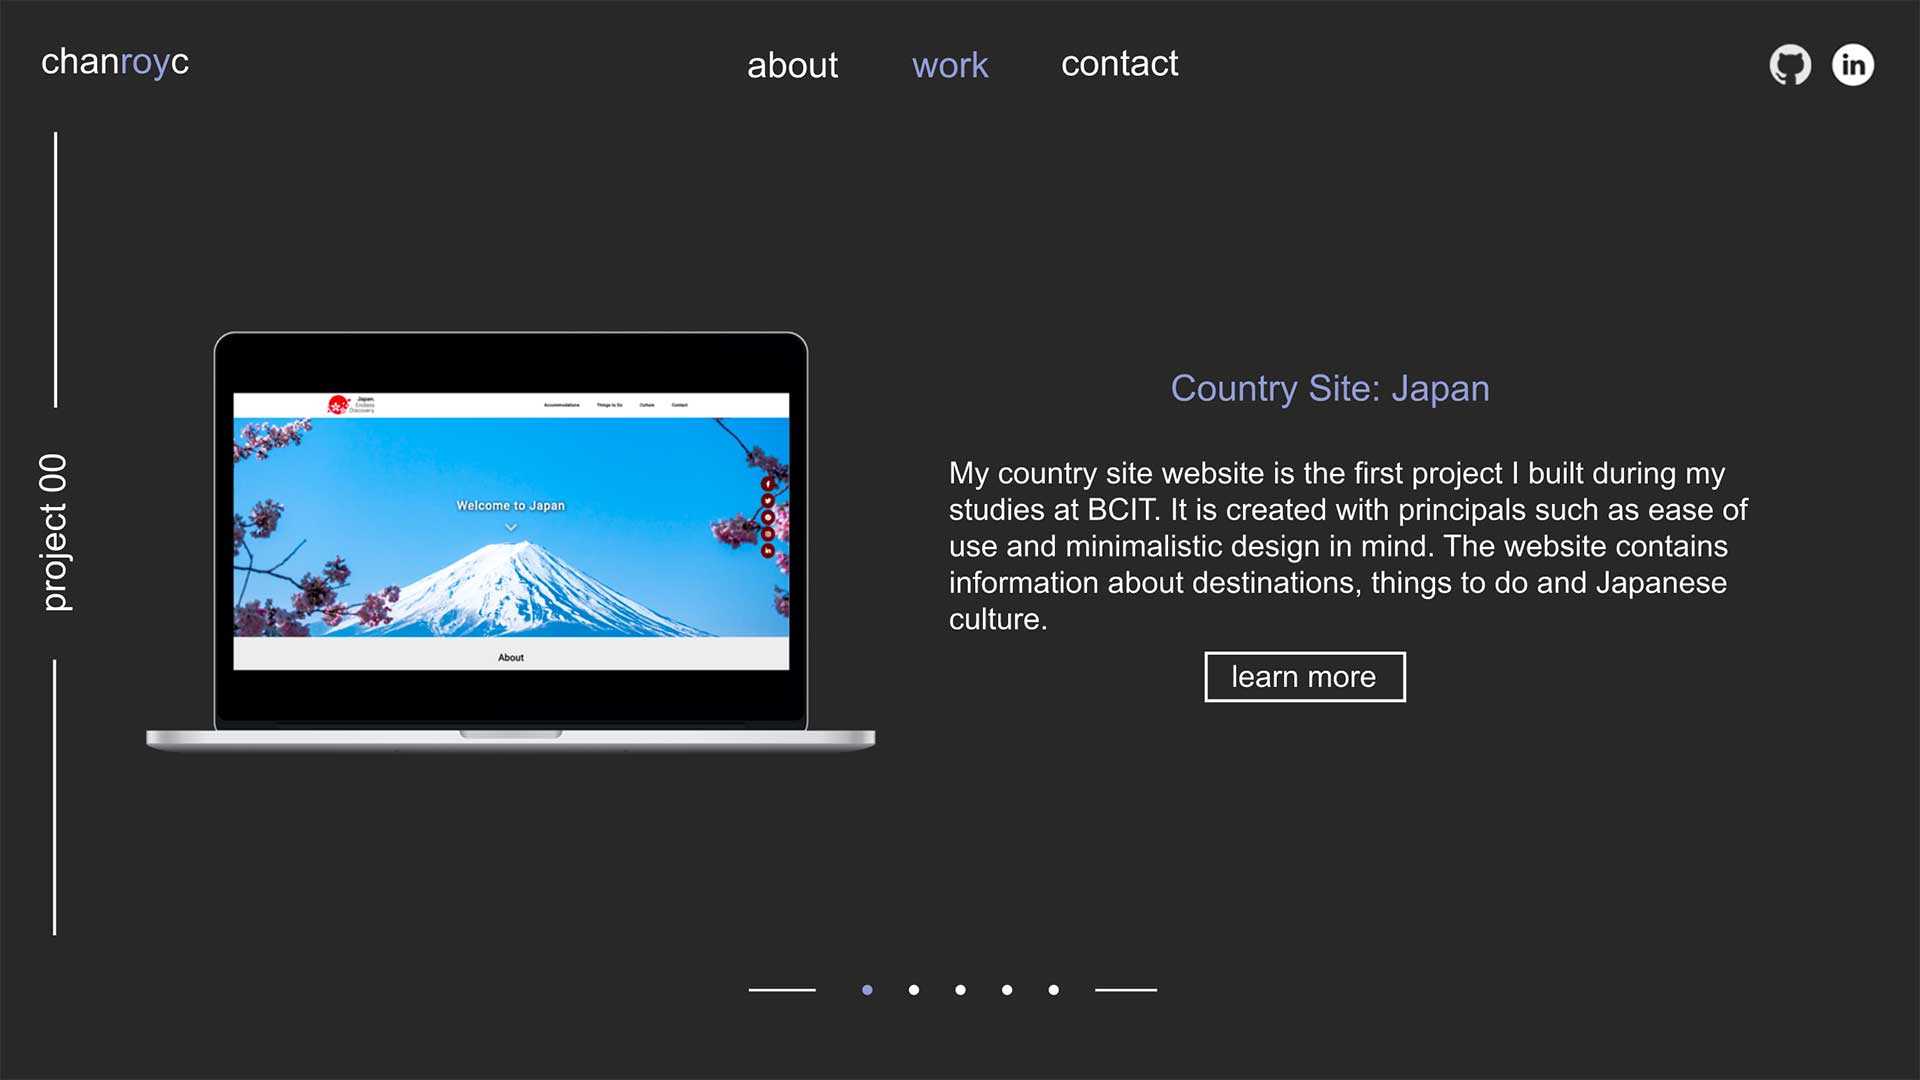 chanroyc
about work contact
in
project 00
Japan.
Endless
Discovery.
Accommodations Things to Do Culture Contact
Welcome to Japan
About
Country Site: Japan
My country site website is the first project I built during my
studies at BCIT. It is created with principals such as ease of
use and minimalistic design in mind. The website contains
information about destinations, things to do and Japanese
culture.
learn more